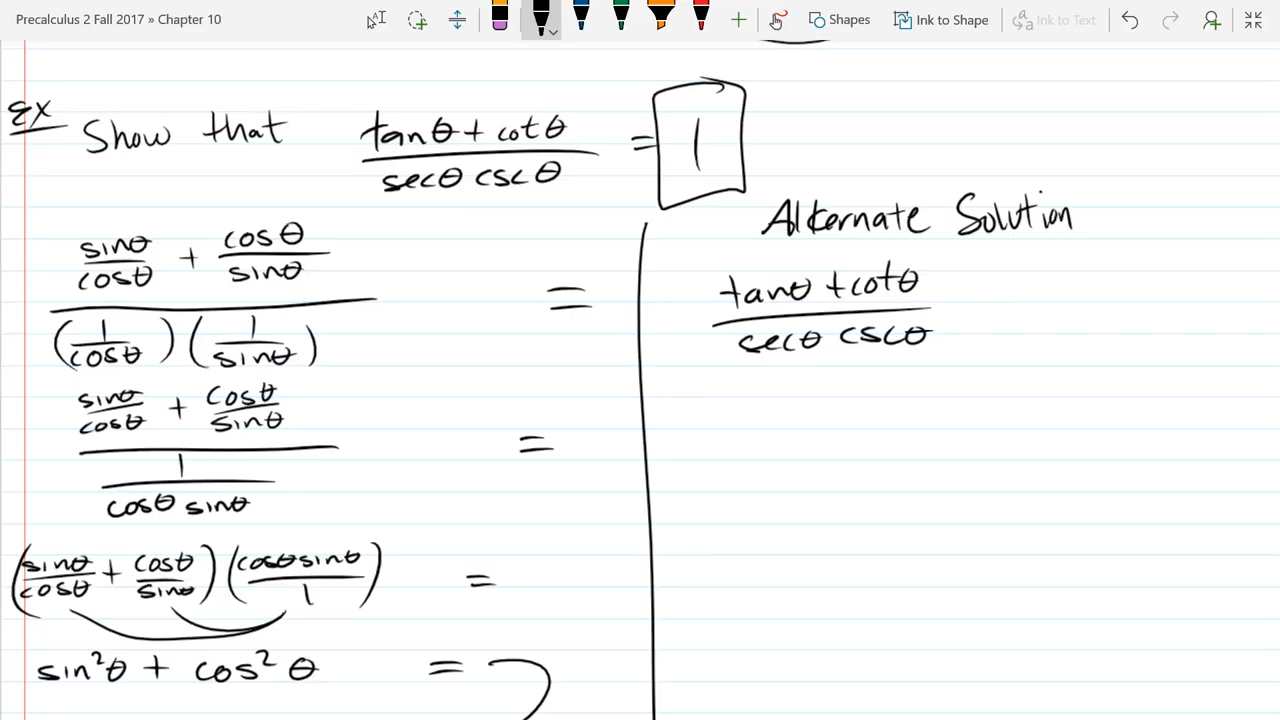 Precalculus 2 Fall 2017 » Chapter 10
Shapes
Ink to Shape
Ink to Text
Ex Show that (tanθ + cotθ)/(secθ cscθ) = 1
(sinθ/cosθ + cosθ/sinθ)/((1/cosθ)(1/sinθ)) =
(sinθ/cosθ + cosθ/sinθ)/(1/(cosθ sinθ)) =
(sinθ/cosθ + cosθ/sinθ)(cosθsinθ/1) =
sin²θ + cos²θ =
Alternate Solution
(tanθ + cotθ)/(secθ cscθ)